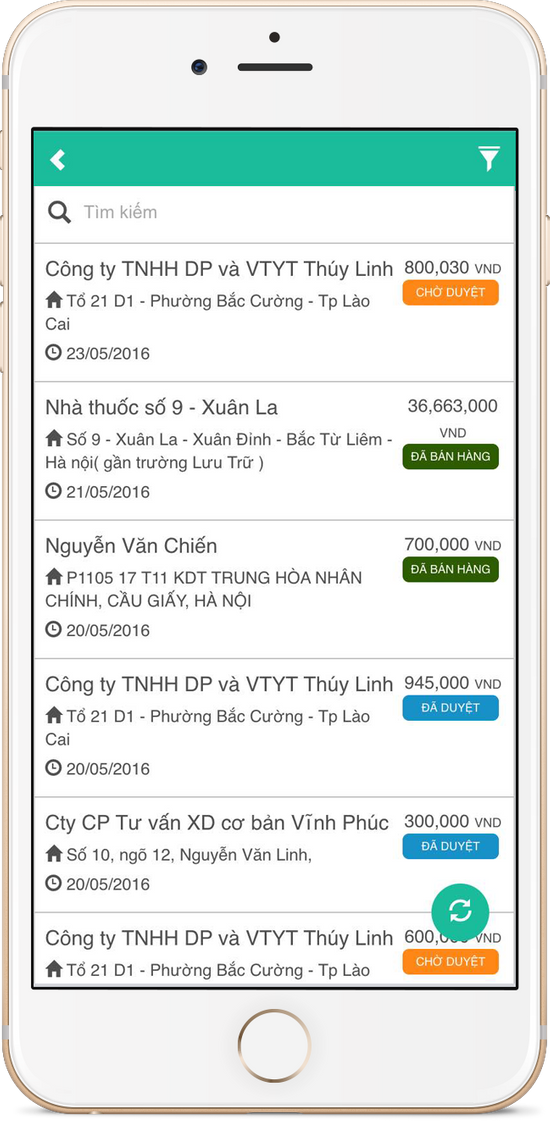 Tìm kiếm
Công ty TNHH DP và VTYT Thúy Linh 800,030 VND
CHỜ DUYỆT
Tổ 21 D1 - Phường Bắc Cường - Tp Lào
Cai
23/05/2016
Nhà thuốc số 9 - Xuân La 36,663,000
VND
Số 9 - Xuân La - Xuân Đỉnh - Bắc Từ Liêm -
ĐÃ BÁN HÀNG
Hà nội( gần trường Lưu Trữ )
21/05/2016
Nguyễn Văn Chiến 700,000 VND
ĐÃ BÁN HÀNG
P1105 17 T11 KDT TRUNG HÒA NHÂN
CHÍNH, CẦU GIẤY, HÀ NỘI
20/05/2016
Công ty TNHH DP và VTYT Thúy Linh 945,000 VND
ĐÃ DUYỆT
Tổ 21 D1 - Phường Bắc Cường - Tp Lào
Cai
20/05/2016
Cty CP Tư vấn XD cơ bản Vĩnh Phúc 300,000 VND
ĐÃ DUYỆT
Số 10, ngõ 12, Nguyễn Văn Linh,
20/05/2016
Công ty TNHH DP và VTYT Thúy Linh VND
CHỜ DUYỆT
Tổ 21 D1 - Phường Bắc Cường - Tp Lào